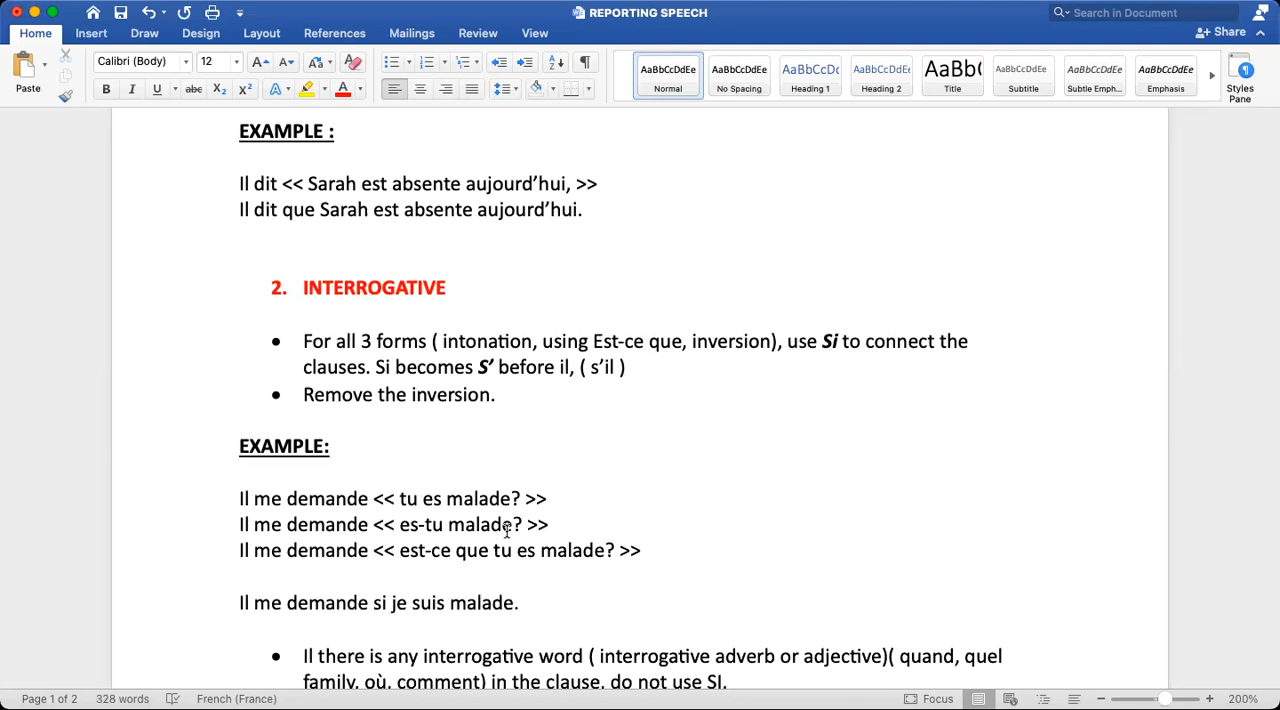 REPORTING SPEECH
Search in Document
Home Insert Draw Design Layout References Mailings Review View
Share
Paste
Calibri (Body) 12
AaBbCcDdEe AaBbCcDdEe AaBbCcDc AaBbCcDdEe AaBbCcDc AaBbCcDdEe AaBbCcDdEe AaBbCcDdEe
Normal No Spacing Heading 1 Heading 2 Title Subtitle Subtle Emph... Emphasis
Styles
Pane
EXAMPLE :
Il dit << Sarah est absente aujourd’hui, >>
Il dit que Sarah est absente aujourd’hui.
2. INTERROGATIVE
• For all 3 forms ( intonation, using Est-ce que, inversion), use Si to connect the
clauses. Si becomes S’ before il, ( s’il )
• Remove the inversion.
EXAMPLE:
Il me demande << tu es malade? >>
Il me demande << es-tu malade? >>
Il me demande << est-ce que tu es malade? >>
Il me demande si je suis malade.
• Il there is any interrogative word ( interrogative adverb or adjective)( quand, quel
family, où, comment) in the clause, do not use SI.
Page 1 of 2 328 words French (France) Focus 200%